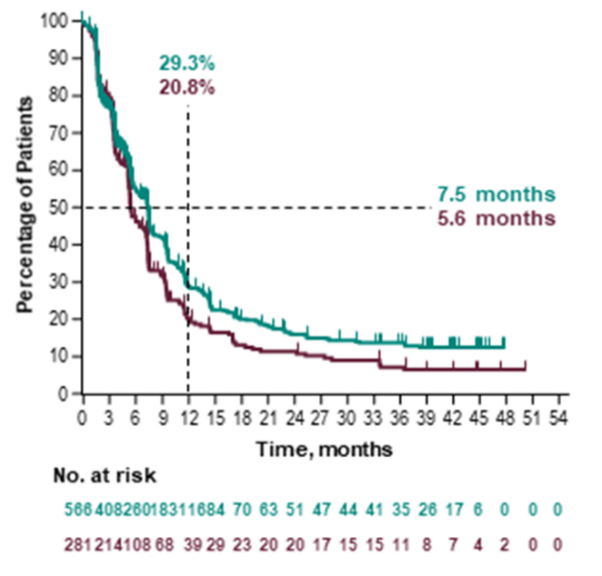 100
90
80
70
60
50
40
30
20
10
0
Percentage of Patients
29.3%
20.8%
7.5 months
5.6 months
0 3 6 9 12 15 18 21 24 27 30 33 36 39 42 45 48 51 54
Time, months
No. at risk
566 408 260 183 116 84 70 63 51 47 44 41 35 26 17 6 0 0 0
281 214 108 68 39 29 23 20 20 17 15 15 11 8 7 4 2 0 0